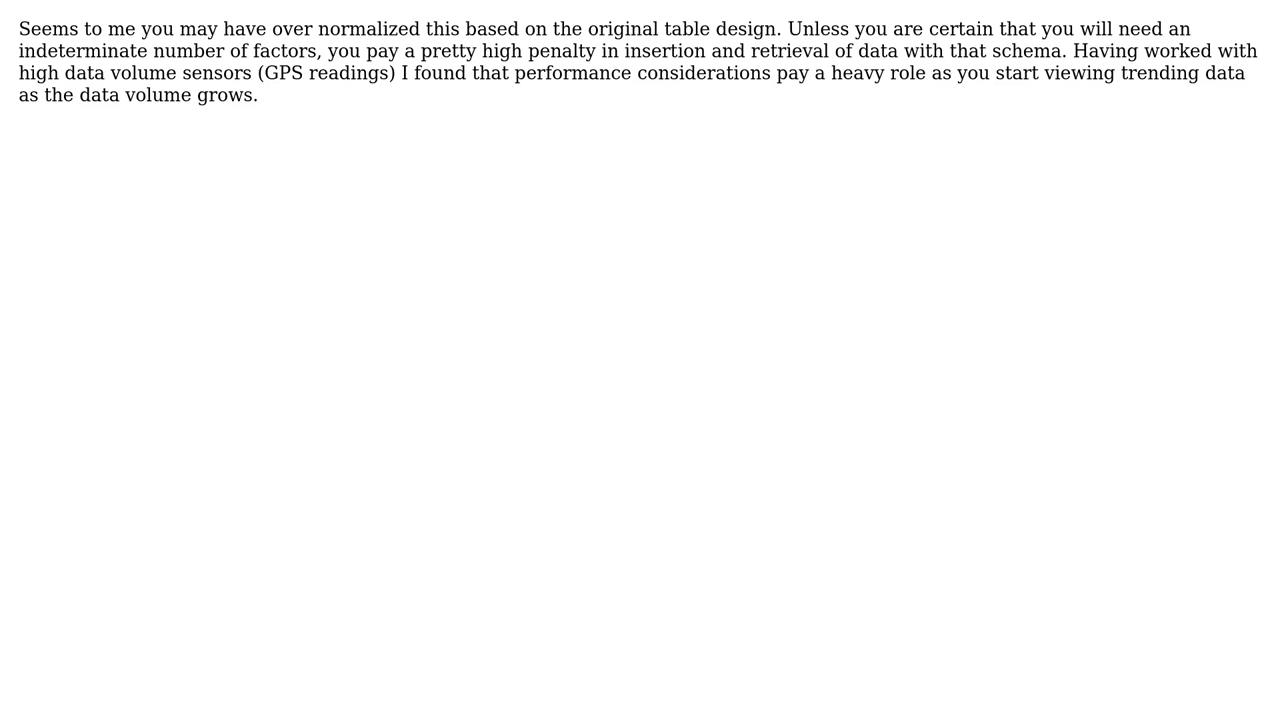 Seems to me you may have over normalized this based on the original table design. Unless you are certain that you will need an
indeterminate number of factors, you pay a pretty high penalty in insertion and retrieval of data with that schema. Having worked with
high data volume sensors (GPS readings) I found that performance considerations pay a heavy role as you start viewing trending data
as the data volume grows.